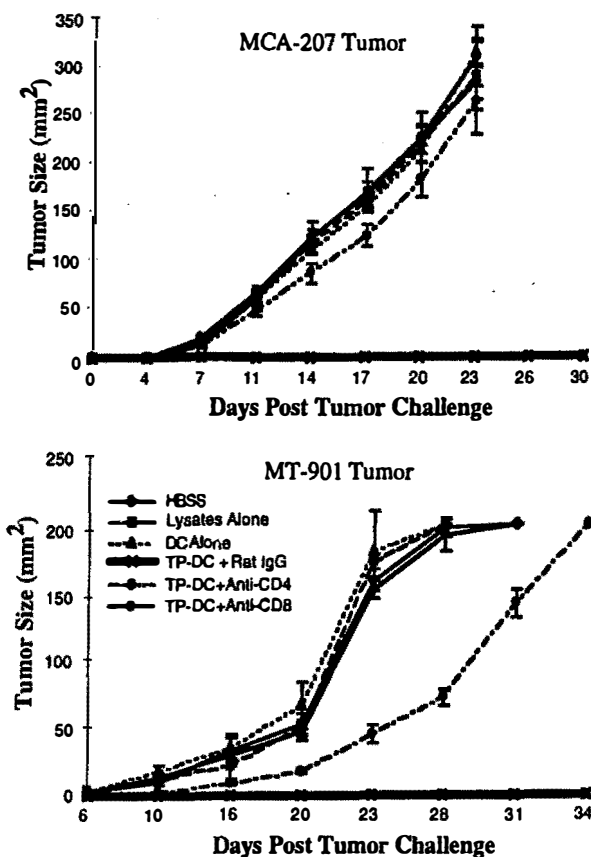 MCA-207 Tumor
Tumor Size (mm2)
350
300
250
200
150
100
50
0
0 4 7 11 14 17 20 23 26 30
Days Post Tumor Challenge
MT-901 Tumor
Tumor Size (mm2)
250
200
150
100
50
0
HBSS
Lysates Alone
DC Alone
TP-DC + Rat IgG
TP-DC+Anti-CD4
TP-DC+Anti-CD8
6 10 16 20 23 28 31 34
Days Post Tumor Challenge